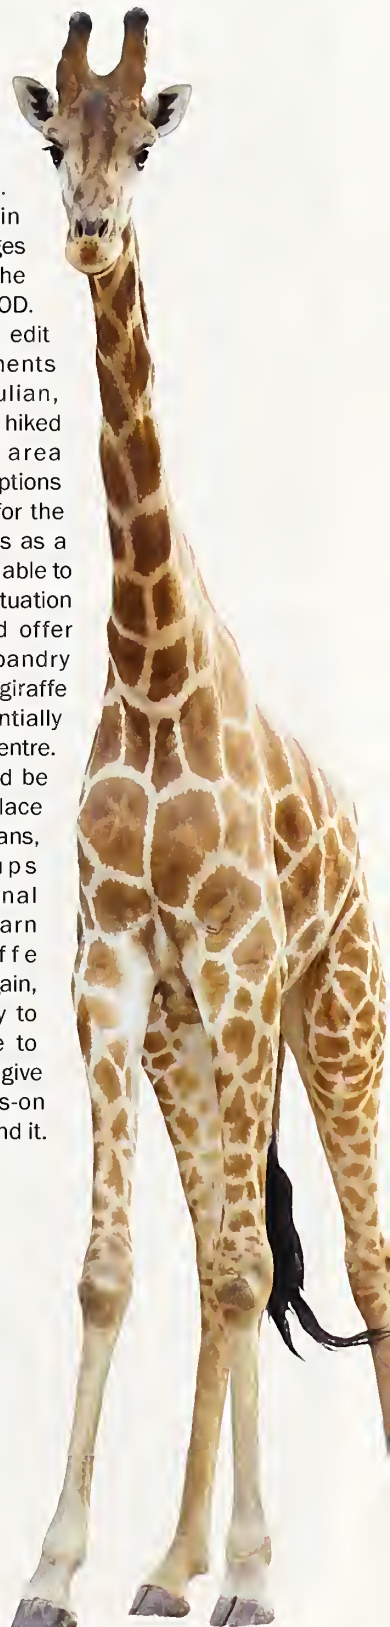 .
in
ges
he
OD.
edit
nents
ulian,
hiked
area
ptions
for the
s as a
able to
tuation
d offer
bandry
giraffe
ntially
entre.
d be
lace
ans,
ups
nal
arn
ffe
ain,
y to
e to
give
s-on
nd it.